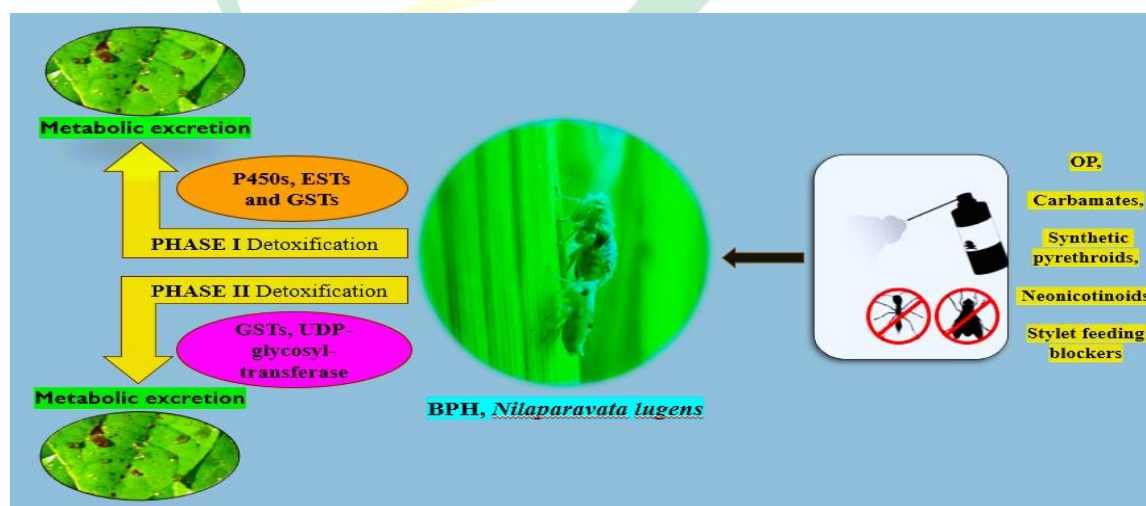 Metabolic excretion
P450s, ESTs
and GSTs
PHASE I Detoxification
PHASE II Detoxification
GSTs, UDP-
glycosyl-
transferase
Metabolic excretion
BPH, Nilaparavata lugens
OP,
Carbamates,
Synthetic
pyrethroids,
Neonicotinoids
Stylet feeding
blockers